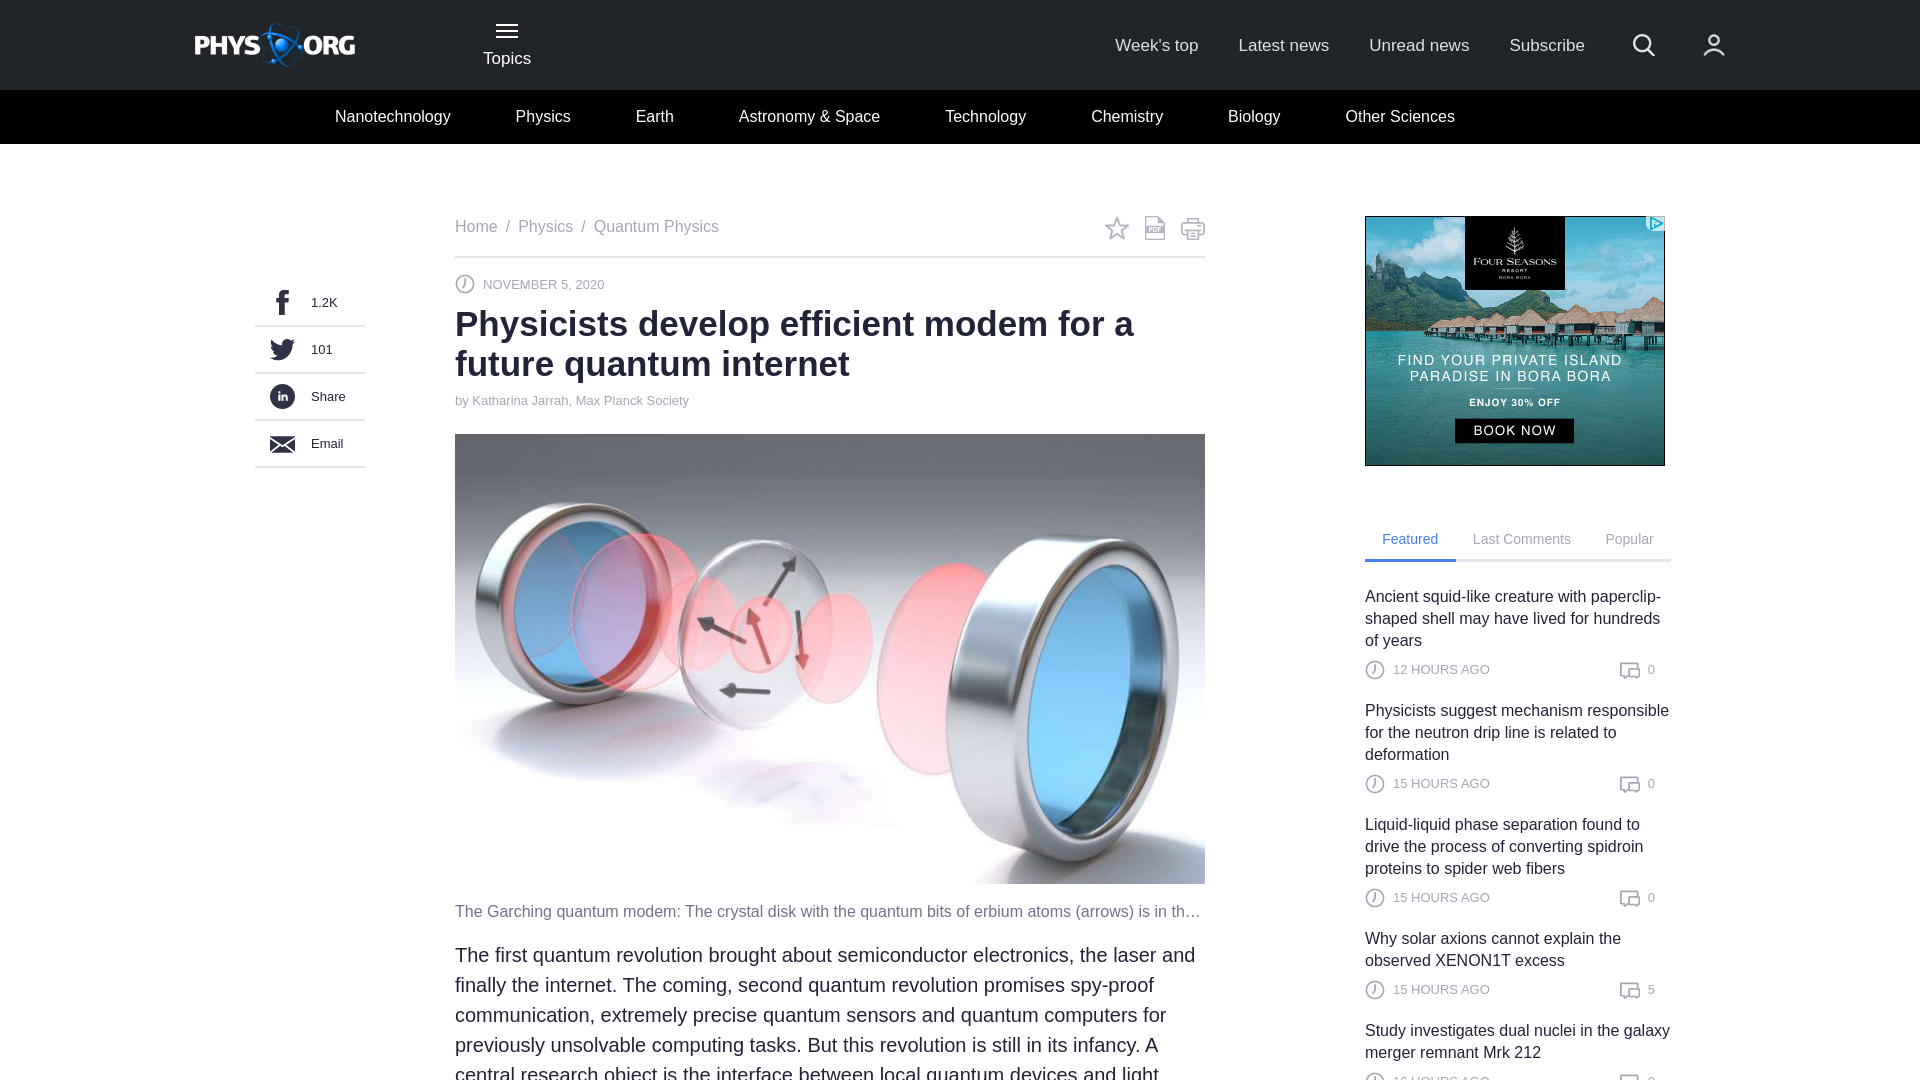 PHYS ORG
Topics
Week's top
Latest news
Unread news
Subscribe
Nanotechnology
Physics
Earth
Astronomy & Space
Technology
Chemistry
Biology
Other Sciences
Home / Physics / Quantum Physics
PDF
1.2K
101
in Share
Email
NOVEMBER 5, 2020
Physicists develop efficient modem for a
future quantum internet
by Katharina Jarrah, Max Planck Society
The Garching quantum modem: The crystal disk with the quantum bits of erbium atoms (arrows) is in th…
The first quantum revolution brought about semiconductor electronics, the laser and
finally the internet. The coming, second quantum revolution promises spy-proof
communication, extremely precise quantum sensors and quantum computers for
previously unsolvable computing tasks. But this revolution is still in its infancy. A
central research object is the interface between local quantum devices and light
FOUR SEASONS
RESORT
BORA BORA
FIND YOUR PRIVATE ISLAND
PARADISE IN BORA BORA
ENJOY 30% OFF
BOOK NOW
Featured
Last Comments
Popular
Ancient squid-like creature with paperclip-
shaped shell may have lived for hundreds
of years
12 HOURS AGO 0
Physicists suggest mechanism responsible
for the neutron drip line is related to
deformation
15 HOURS AGO 0
Liquid-liquid phase separation found to
drive the process of converting spidroin
proteins to spider web fibers
15 HOURS AGO 0
Why solar axions cannot explain the
observed XENON1T excess
15 HOURS AGO 5
Study investigates dual nuclei in the galaxy
merger remnant Mrk 212
16 HOURS AGO